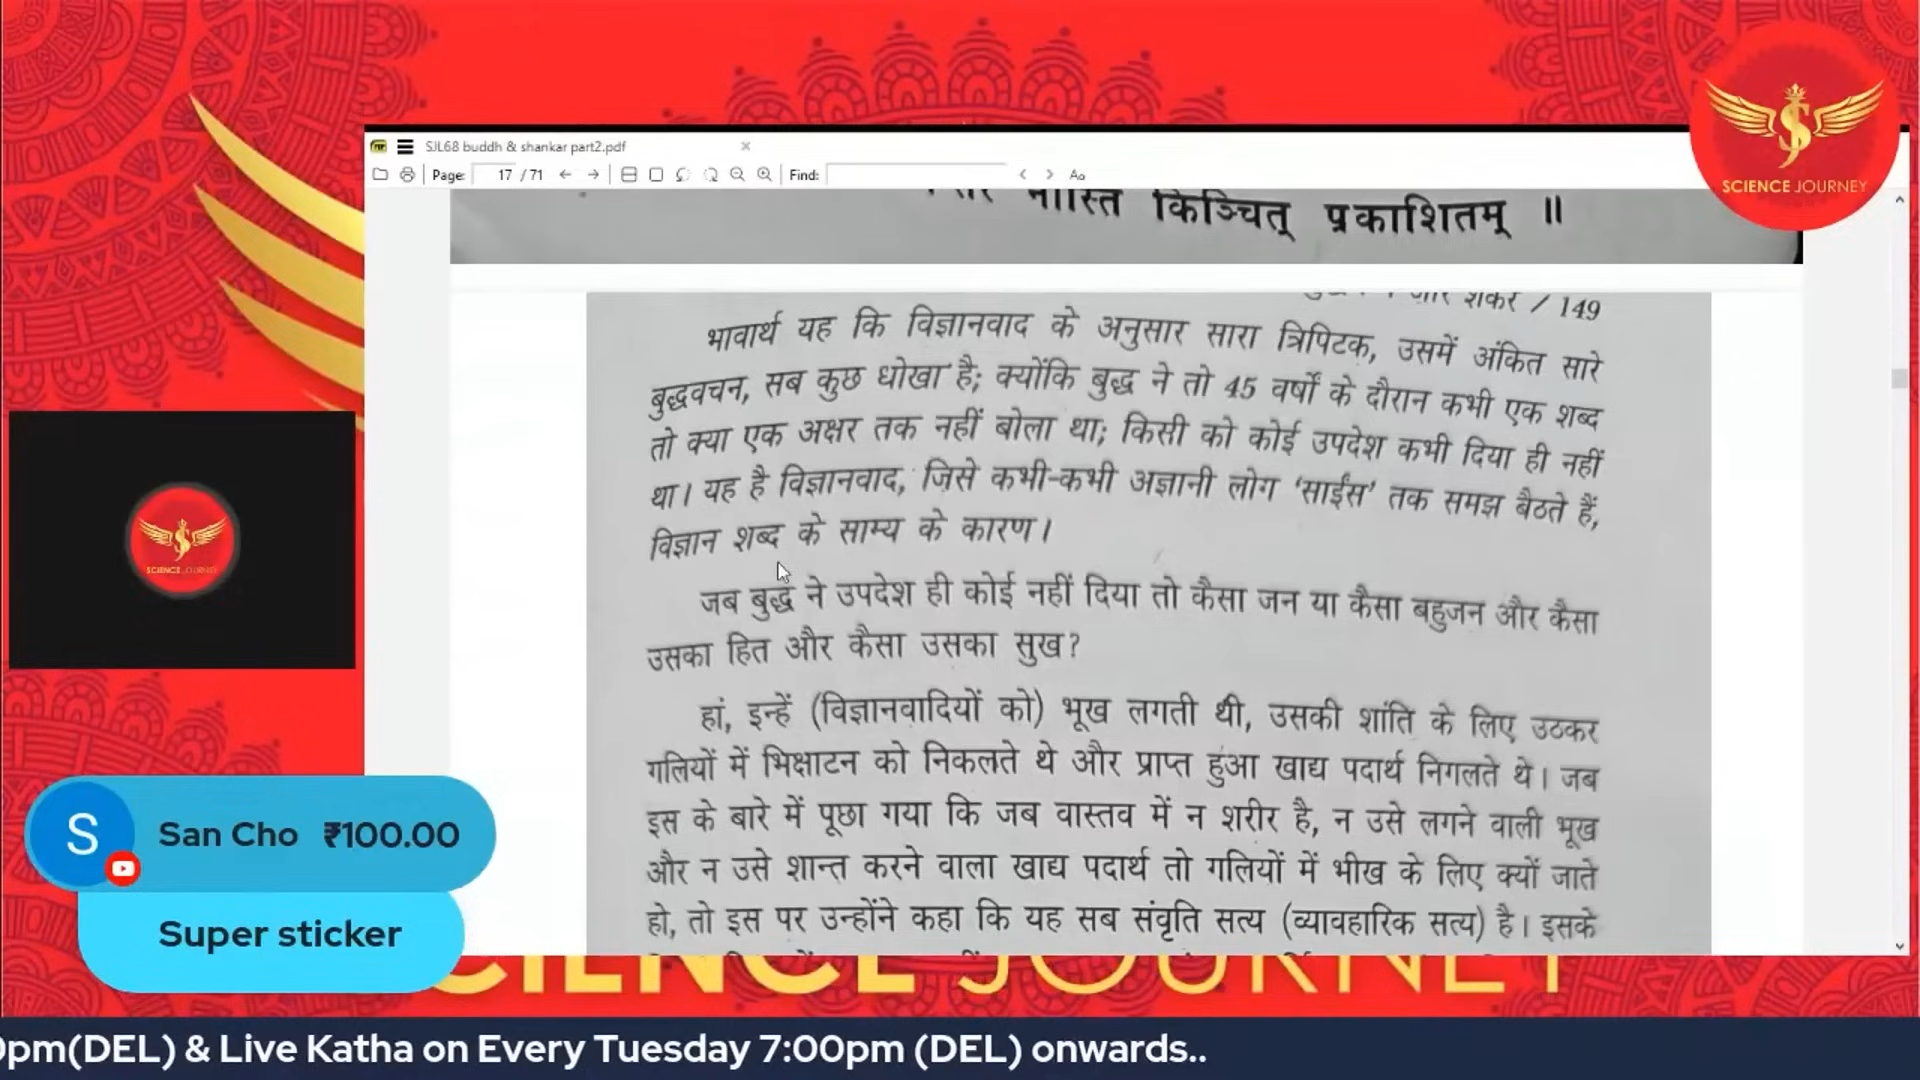 SJL68 buddh & shankar part2.pdf
Page: 17 / 71 Find:
नास्ति किञ्चित् प्रकाशितम् ॥
शंकर / 149
भावार्थ यह कि विज्ञानवाद के अनुसार सारा त्रिपिटक, उसमें अंकित सारे
बुद्धवचन, सब कुछ धोखा है; क्योंकि बुद्ध ने तो 45 वर्षों के दौरान कभी एक शब्द
तो क्या एक अक्षर तक नहीं बोला था; किसी को कोई उपदेश कभी दिया ही नहीं
था। यह है विज्ञानवाद, जिसे कभी-कभी अज्ञानी लोग ‘साईंस’ तक समझ बैठते हैं,
विज्ञान शब्द के साम्य के कारण।
जब बुद्ध ने उपदेश ही कोई नहीं दिया तो कैसा जन या कैसा बहुजन और कैसा
उसका हित और कैसा उसका सुख?
हां, इन्हें (विज्ञानवादियों को) भूख लगती थी, उसकी शांति के लिए उठकर
गलियों में भिक्षाटन को निकलते थे और प्राप्त हुआ खाद्य पदार्थ निगलते थे। जब
इस के बारे में पूछा गया कि जब वास्तव में न शरीर है, न उसे लगने वाली भूख
और न उसे शान्त करने वाला खाद्य पदार्थ तो गलियों में भीख के लिए क्यों जाते
हो, तो इस पर उन्होंने कहा कि यह सब संवृति सत्य (व्यावहारिक सत्य) है। इसके
SCIENCE JOURNEY
SCIENCE JOURNEY
S San Cho ₹100.00
Super sticker
SCIENCE JOURNEY
pm(DEL) & Live Katha on Every Tuesday 7:00pm (DEL) onwards..